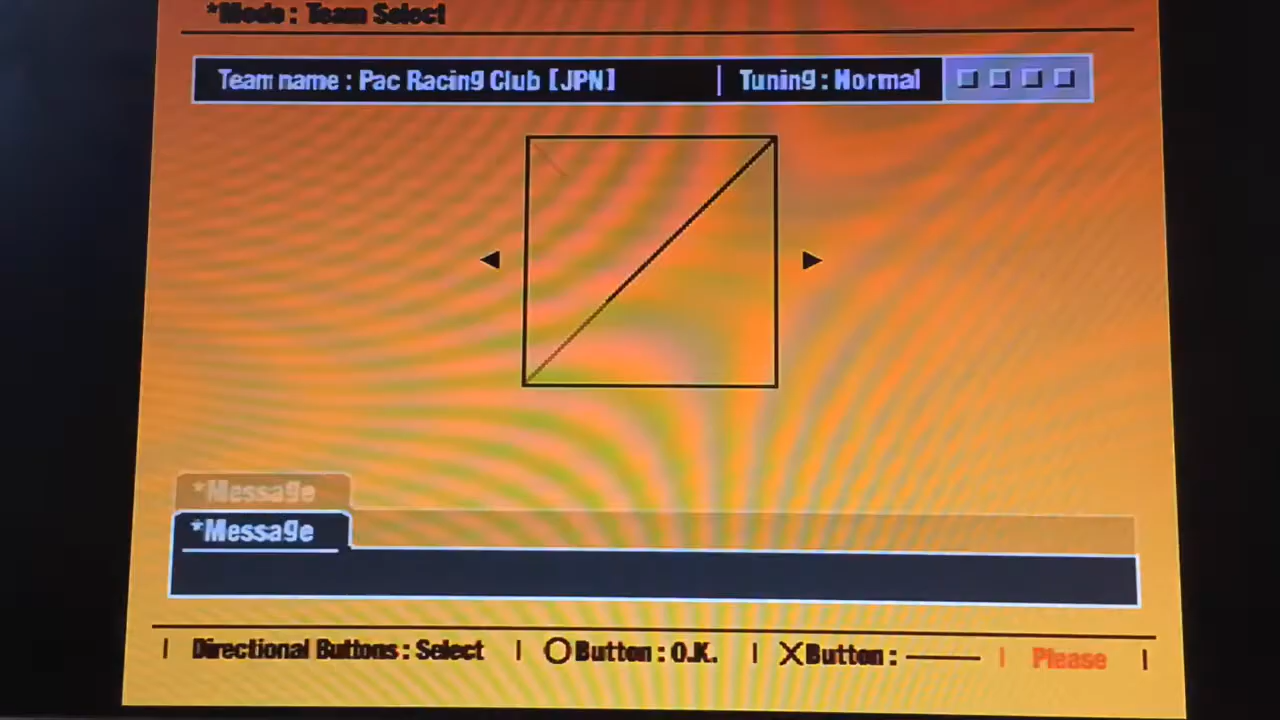 *Mode : Team Select
Team name : Pac Racing Club [JPN] | Tuning : Normal
*Message
*Message
| Directional Buttons : Select | ◯Button : O.K. | ╳Button : ——— | Please |